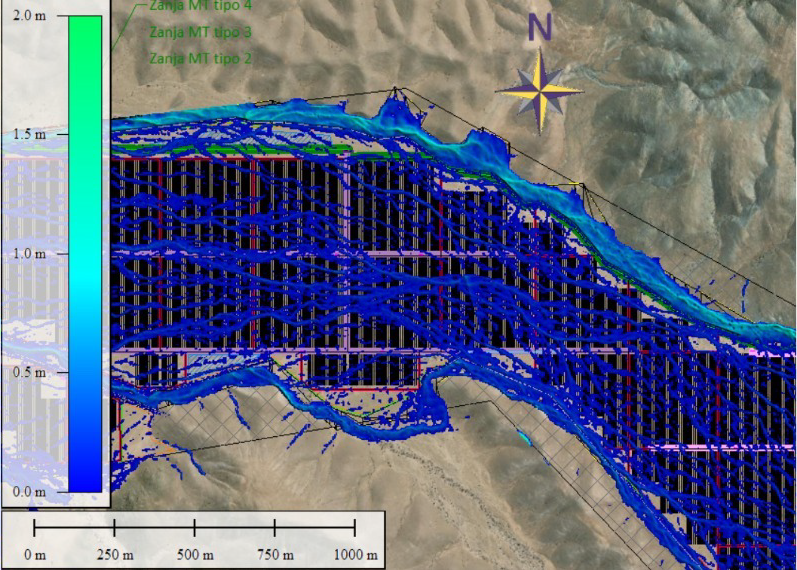 2.0 m
Zanja MT tipo 4
Zanja MT tipo 3
Zanja MT tipo 2
N
1.5 m
1.0 m
0.5 m
0.0 m
0 m 250 m 500 m 750 m 1000 m